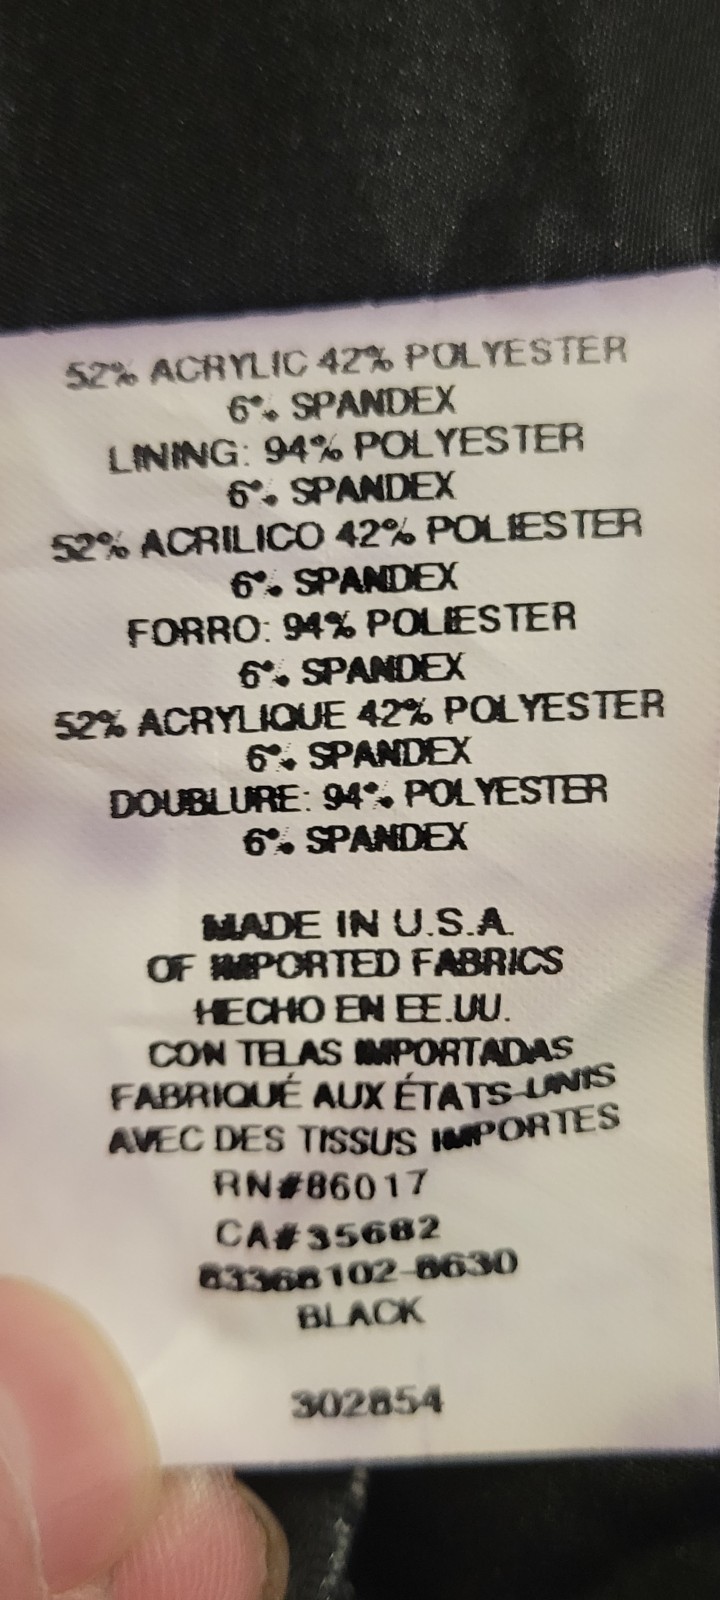 52% ACRYLIC 42% POLYESTER
6% SPANDEX
LINING: 94% POLYESTER
6% SPANDEX
52% ACRILICO 42% POLIESTER
6% SPANDEX
FORRO: 94% POLIESTER
6% SPANDEX
52% ACRYLIQUE 42% POLYESTER
6% SPANDEX
DOUBLURE: 94% POLYESTER
6% SPANDEX
MADE IN U.S.A.
OF IMPORTED FABRICS
HECHO EN EE.UU.
CON TELAS IMPORTADAS
FABRIQUÉ AUX ÉTATS-UNIS
AVEC DES TISSUS IMPORTES
RN#86017
CA#35682
BLACK
302854